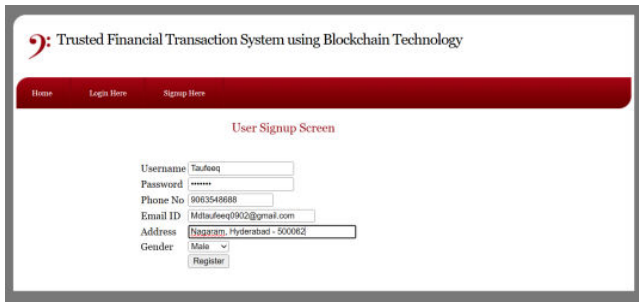 Trusted Financial Transaction System using Blockchain Technology
Home Login Here Signup Here
User Signup Screen
Username Taufeeq
Password •••••••
Phone No 9063548688
Email ID Mdtaufeeq0902@gmail.com
Address Nagaram, Hyderabad - 500062
Gender Male
Register